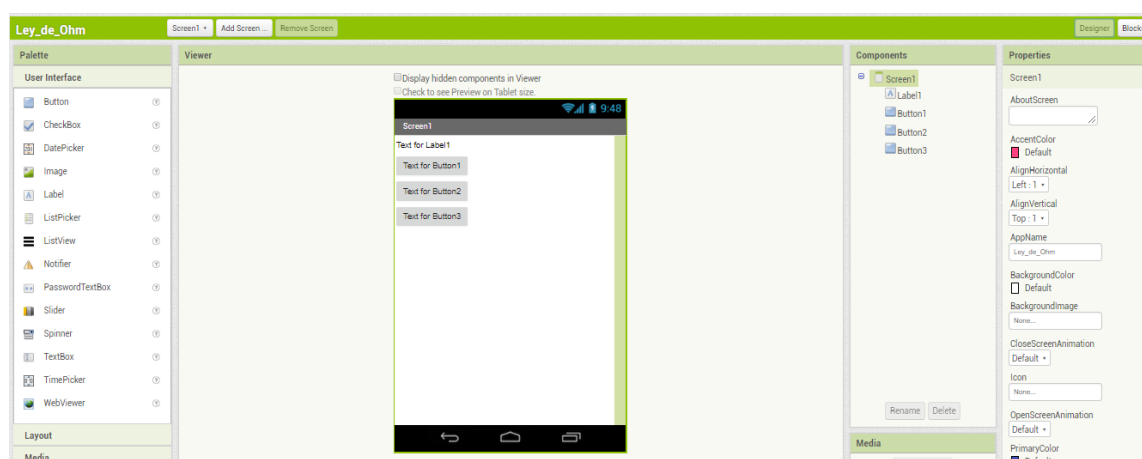 Ley_de_Ohm
Screen1
Add Screen ...
Remove Screen
Designer
Palette
User Interface
Button
CheckBox
DatePicker
Image
Label
ListPicker
ListView
Notifier
PasswordTextBox
Slider
Spinner
TextBox
TimePicker
WebViewer
Layout
Media
Viewer
Display hidden components in Viewer
Check to see Preview on Tablet size.
9:48
Screen1
Text for Label1
Text for Button1
Text for Button2
Text for Button3
Components
Screen1
Label1
Button1
Button2
Button3
Rename Delete
Media
Properties
Screen1
AboutScreen
AccentColor
Default
AlignHorizontal
Left : 1
AlignVertical
Top : 1
AppName
Ley_de_Ohm
BackgroundColor
Default
BackgroundImage
None...
CloseScreenAnimation
Default
Icon
None...
OpenScreenAnimation
Default
PrimaryColor